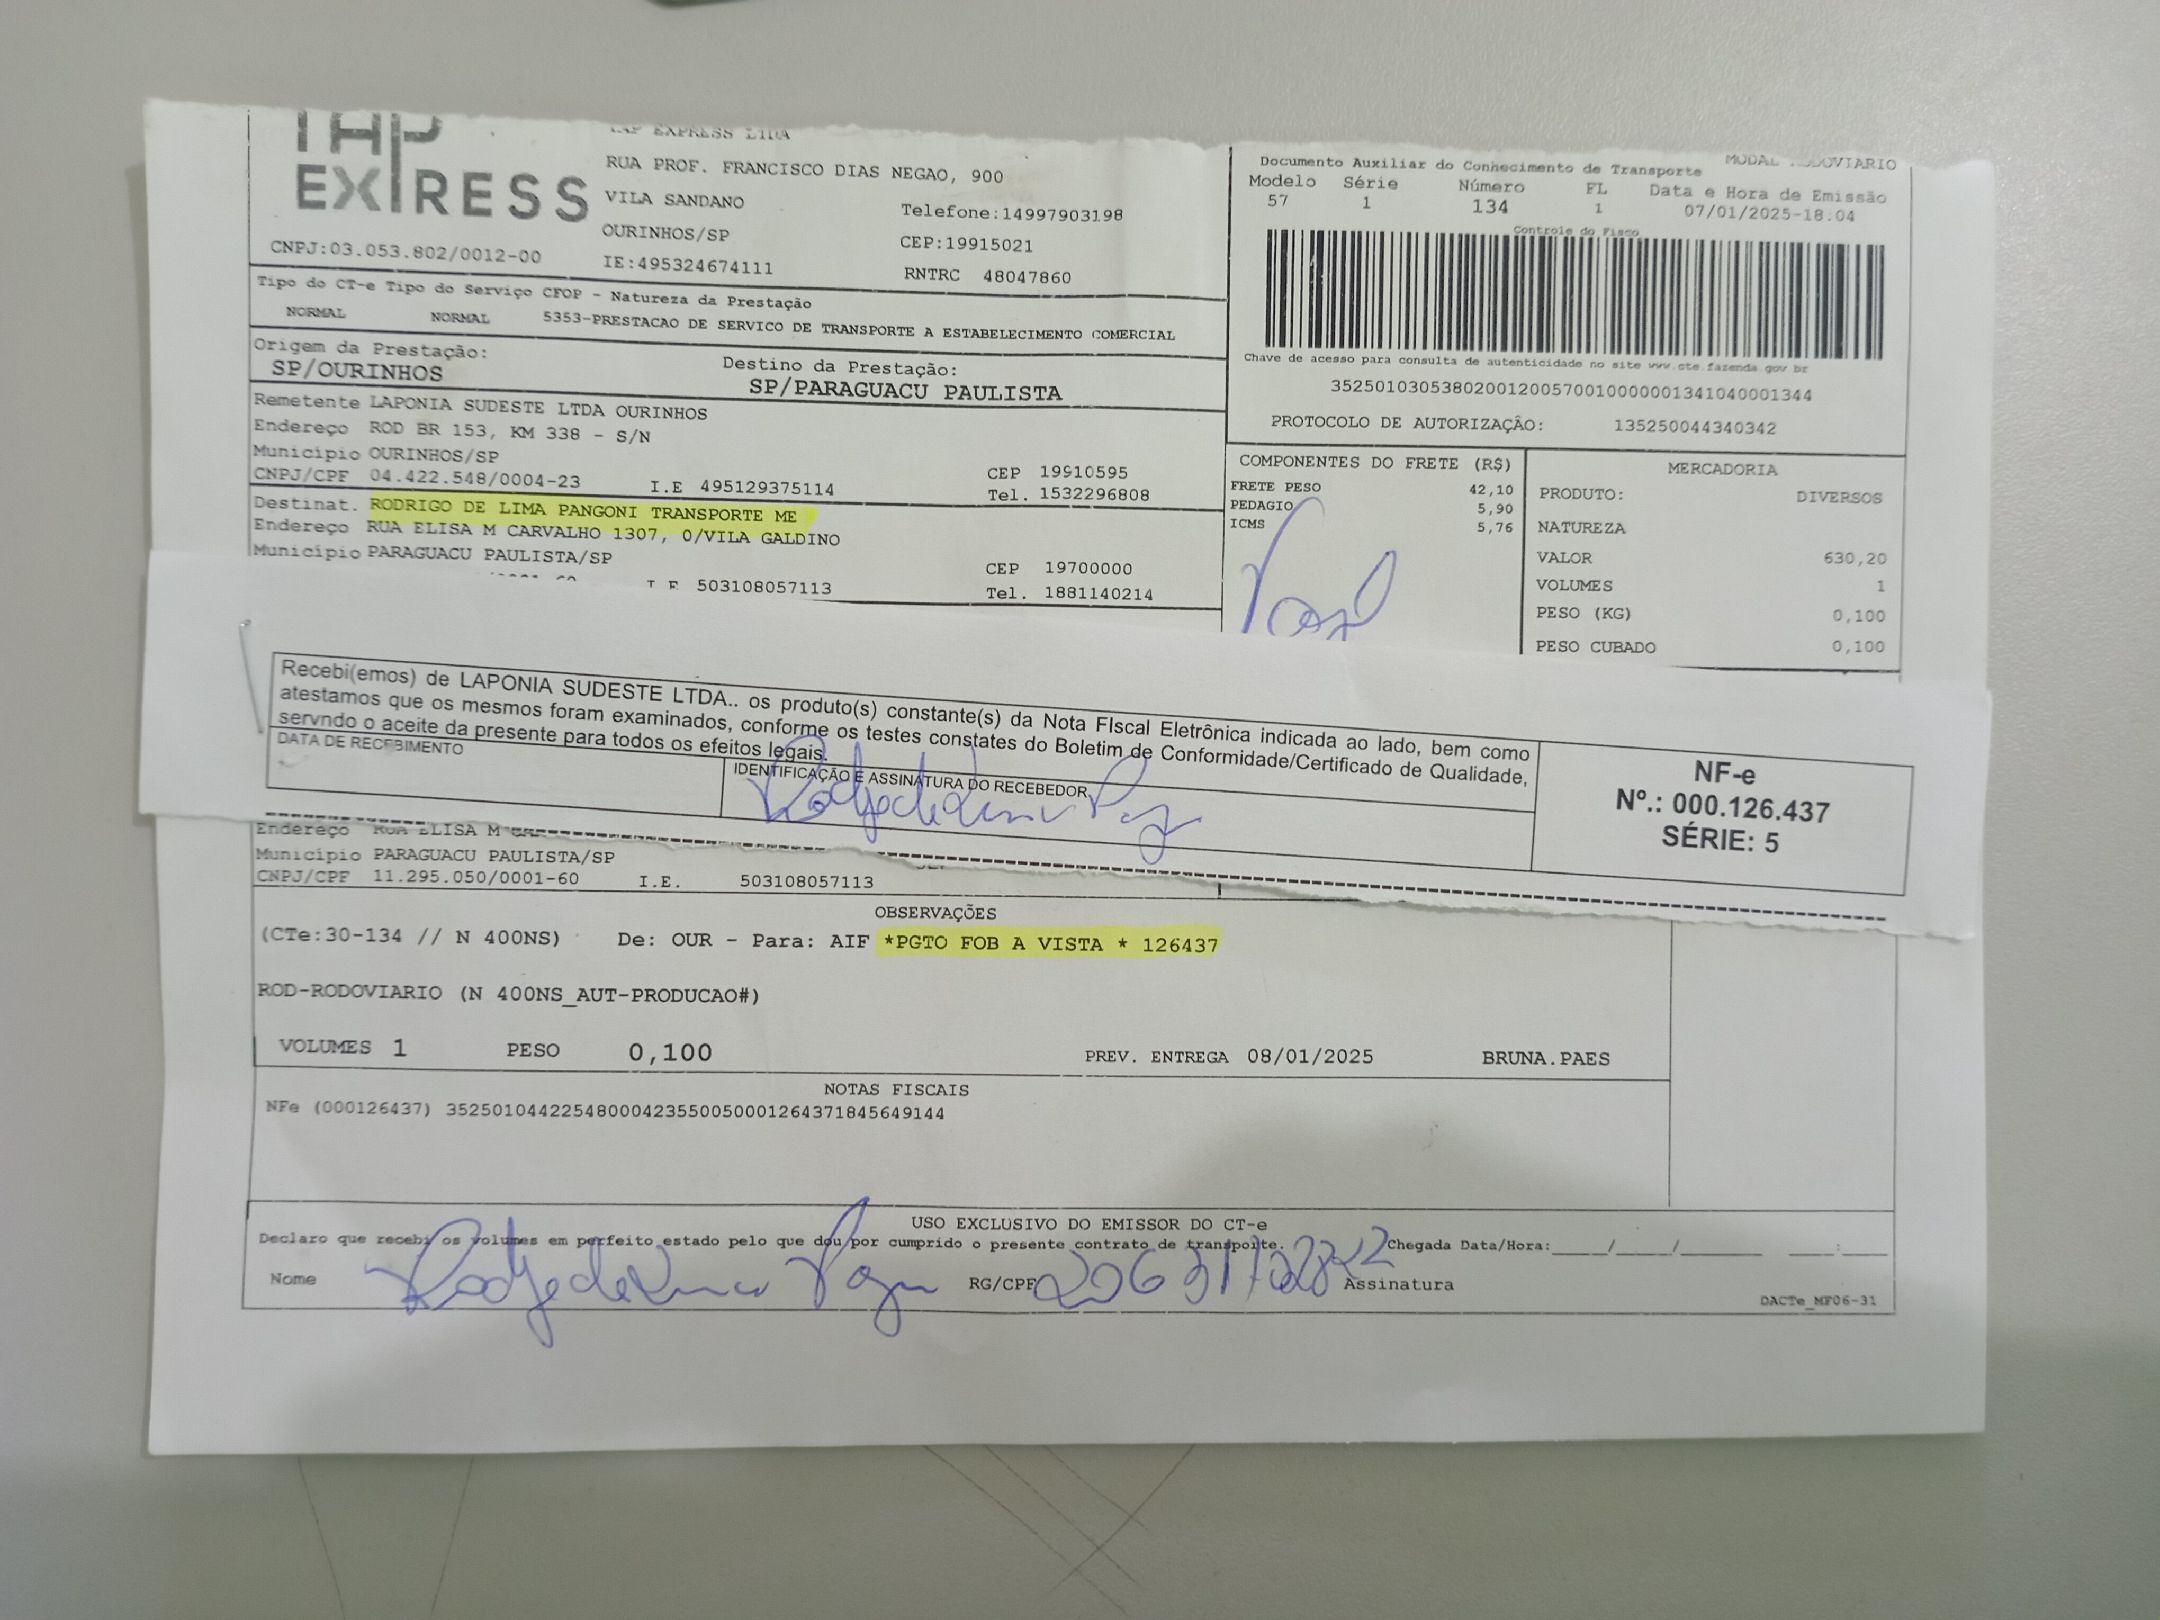 TAP
EXPRESS
TAP EXPRESS LTDA
RUA PROF. FRANCISCO DIAS NEGAO, 900
VILA SANDANO
Telefone:14997903198
OURINHOS/SP
CEP:19915021
CNPJ:03.053.802/0012-00
IE:495324674111
RNTRC 48047860
Documento Auxiliar do Conhecimento de Transporte
MODAL RODOVIARIO
Modelo Série Número FL Data e Hora de Emissão
57 1 134 1 07/01/2025-18.04
Controle do Fisco
Chave de acesso para consulta de autenticidade no site www.cte.fazenda.gov br
35250103053802001200570010000001341040001344
PROTOCOLO DE AUTORIZAÇÃO: 135250044340342
Tipo do CT-e Tipo do Serviço CFOP - Natureza da Prestação
NORMAL NORMAL 5353-PRESTACAO DE SERVICO DE TRANSPORTE A ESTABELECIMENTO COMERCIAL
Origem da Prestação: Destino da Prestação:
SP/OURINHOS SP/PARAGUACU PAULISTA
Remetente LAPONIA SUDESTE LTDA OURINHOS
Endereço ROD BR 153, KM 338 - S/N
Município OURINHOS/SP CEP 19910595
CNPJ/CPF 04.422.548/0004-23 I.E 495129375114 Tel. 1532296808
Destinat. RODRIGO DE LIMA PANGONI TRANSPORTE ME
Endereço RUA ELISA M CARVALHO 1307, 0/VILA GALDINO
Município PARAGUACU PAULISTA/SP CEP 19700000
503108057113 Tel. 1881140214
COMPONENTES DO FRETE (R$)
FRETE PESO 42,10
PEDAGIO 5,90
ICMS 5,76
MERCADORIA
PRODUTO: DIVERSOS
NATUREZA
VALOR 630,20
VOLUMES 1
PESO (KG) 0,100
PESO CUBADO 0,100
Recebi(emos) de LAPONIA SUDESTE LTDA.. os produto(s) constante(s) da Nota FIscal Eletrônica indicada ao lado, bem como
atestamos que os mesmos foram examinados, conforme os testes constates do Boletim de Conformidade/Certificado de Qualidade,
servndo o aceite da presente para todos os efeitos legais.
DATA DE RECEBIMENTO
IDENTIFICAÇÃO E ASSINATURA DO RECEBEDOR
NF-e
Nº.: 000.126.437
SÉRIE: 5
Endereço RUA ELISA M
Município PARAGUACU PAULISTA/SP
CNPJ/CPF 11.295.050/0001-60 I.E. 503108057113
OBSERVAÇÕES
(CTe:30-134 // N 400NS) De: OUR - Para: AIF *PGTO FOB A VISTA * 126437
ROD-RODOVIARIO (N 400NS_AUT-PRODUCAO#)
VOLUMES 1 PESO 0,100 PREV. ENTREGA 08/01/2025 BRUNA.PAES
NOTAS FISCAIS
NFe (000126437) 35250104422548000423550050001264371845649144
USO EXCLUSIVO DO EMISSOR DO CT-e
Declaro que recebi os volumes em perfeito estado pelo que dou por cumprido o presente contrato de transporte. Chegada Data/Hora:____/____/______ ____:____
Nome RG/CPF Assinatura
DACTe_MF06-31